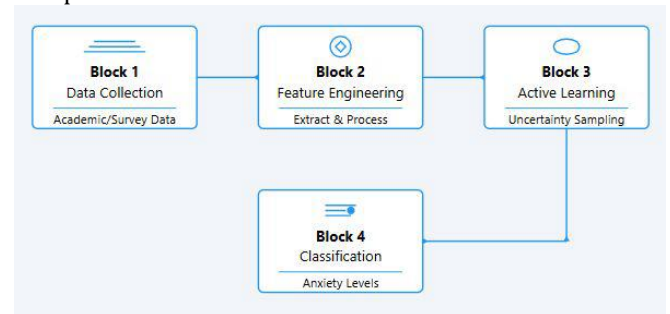 Block 1
Data Collection
Academic/Survey Data
Block 2
Feature Engineering
Extract & Process
Block 3
Active Learning
Uncertainty Sampling
Block 4
Classification
Anxiety Levels